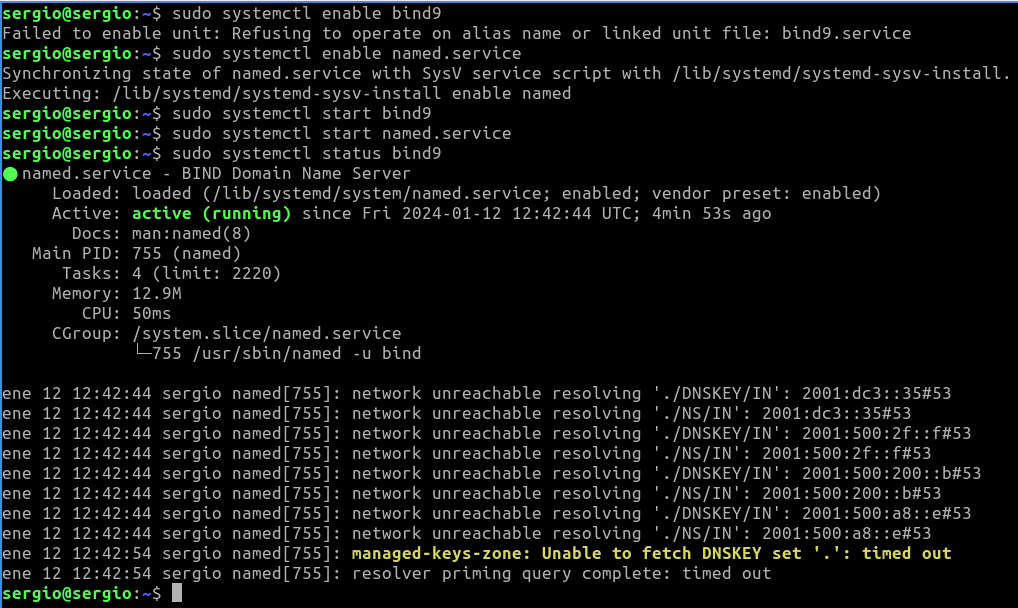 sergio@sergio:~$ sudo systemctl enable bind9
Failed to enable unit: Refusing to operate on alias name or linked unit file: bind9.service
sergio@sergio:~$ sudo systemctl enable named.service
Synchronizing state of named.service with SysV service script with /lib/systemd/systemd-sysv-install.
Executing: /lib/systemd/systemd-sysv-install enable named
sergio@sergio:~$ sudo systemctl start bind9
sergio@sergio:~$ sudo systemctl start named.service
sergio@sergio:~$ sudo systemctl status bind9
● named.service - BIND Domain Name Server
     Loaded: loaded (/lib/systemd/system/named.service; enabled; vendor preset: enabled)
     Active: active (running) since Fri 2024-01-12 12:42:44 UTC; 4min 53s ago
       Docs: man:named(8)
   Main PID: 755 (named)
      Tasks: 4 (limit: 2220)
     Memory: 12.9M
        CPU: 50ms
     CGroup: /system.slice/named.service
             └─755 /usr/sbin/named -u bind
ene 12 12:42:44 sergio named[755]: network unreachable resolving './DNSKEY/IN': 2001:dc3::35#53
ene 12 12:42:44 sergio named[755]: network unreachable resolving './NS/IN': 2001:dc3::35#53
ene 12 12:42:44 sergio named[755]: network unreachable resolving './DNSKEY/IN': 2001:500:2f::f#53
ene 12 12:42:44 sergio named[755]: network unreachable resolving './NS/IN': 2001:500:2f::f#53
ene 12 12:42:44 sergio named[755]: network unreachable resolving './DNSKEY/IN': 2001:500:200::b#53
ene 12 12:42:44 sergio named[755]: network unreachable resolving './NS/IN': 2001:500:200::b#53
ene 12 12:42:44 sergio named[755]: network unreachable resolving './DNSKEY/IN': 2001:500:a8::e#53
ene 12 12:42:44 sergio named[755]: network unreachable resolving './NS/IN': 2001:500:a8::e#53
ene 12 12:42:54 sergio named[755]: managed-keys-zone: Unable to fetch DNSKEY set '.': timed out
ene 12 12:42:54 sergio named[755]: resolver priming query complete: timed out
sergio@sergio:~$